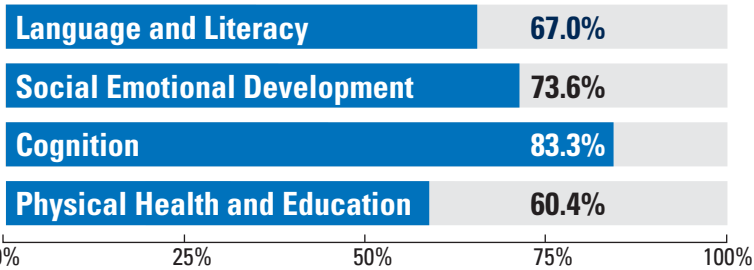 Language and Literacy 67.0%
Social Emotional Development 73.6%
Cognition 83.3%
Physical Health and Education 60.4%
0% 25% 50% 75% 100%